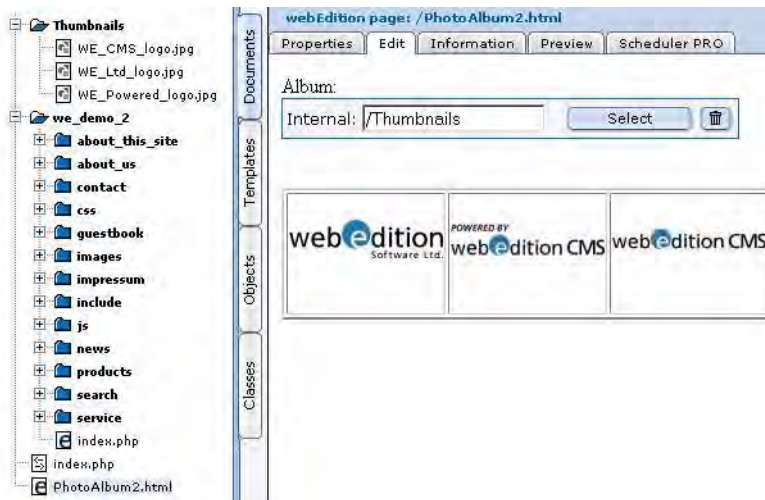 Thumbnails
WE_CMS_logo.jpg
WE_Ltd_logo.jpg
WE_Powered_logo.jpg
we_demo_2
about_this_site
about_us
contact
css
guestbook
images
impressum
include
js
news
products
search
service
index.php
index.php
PhotoAlbum2.html
Documents
Templates
Objects
Classes
webEdition page: /PhotoAlbum2.html
Properties Edit Information Preview Scheduler PRO
Album:
Internal: /Thumbnails Select
webedition
Software Ltd.
POWERED BY
webedition CMS
webedition CMS